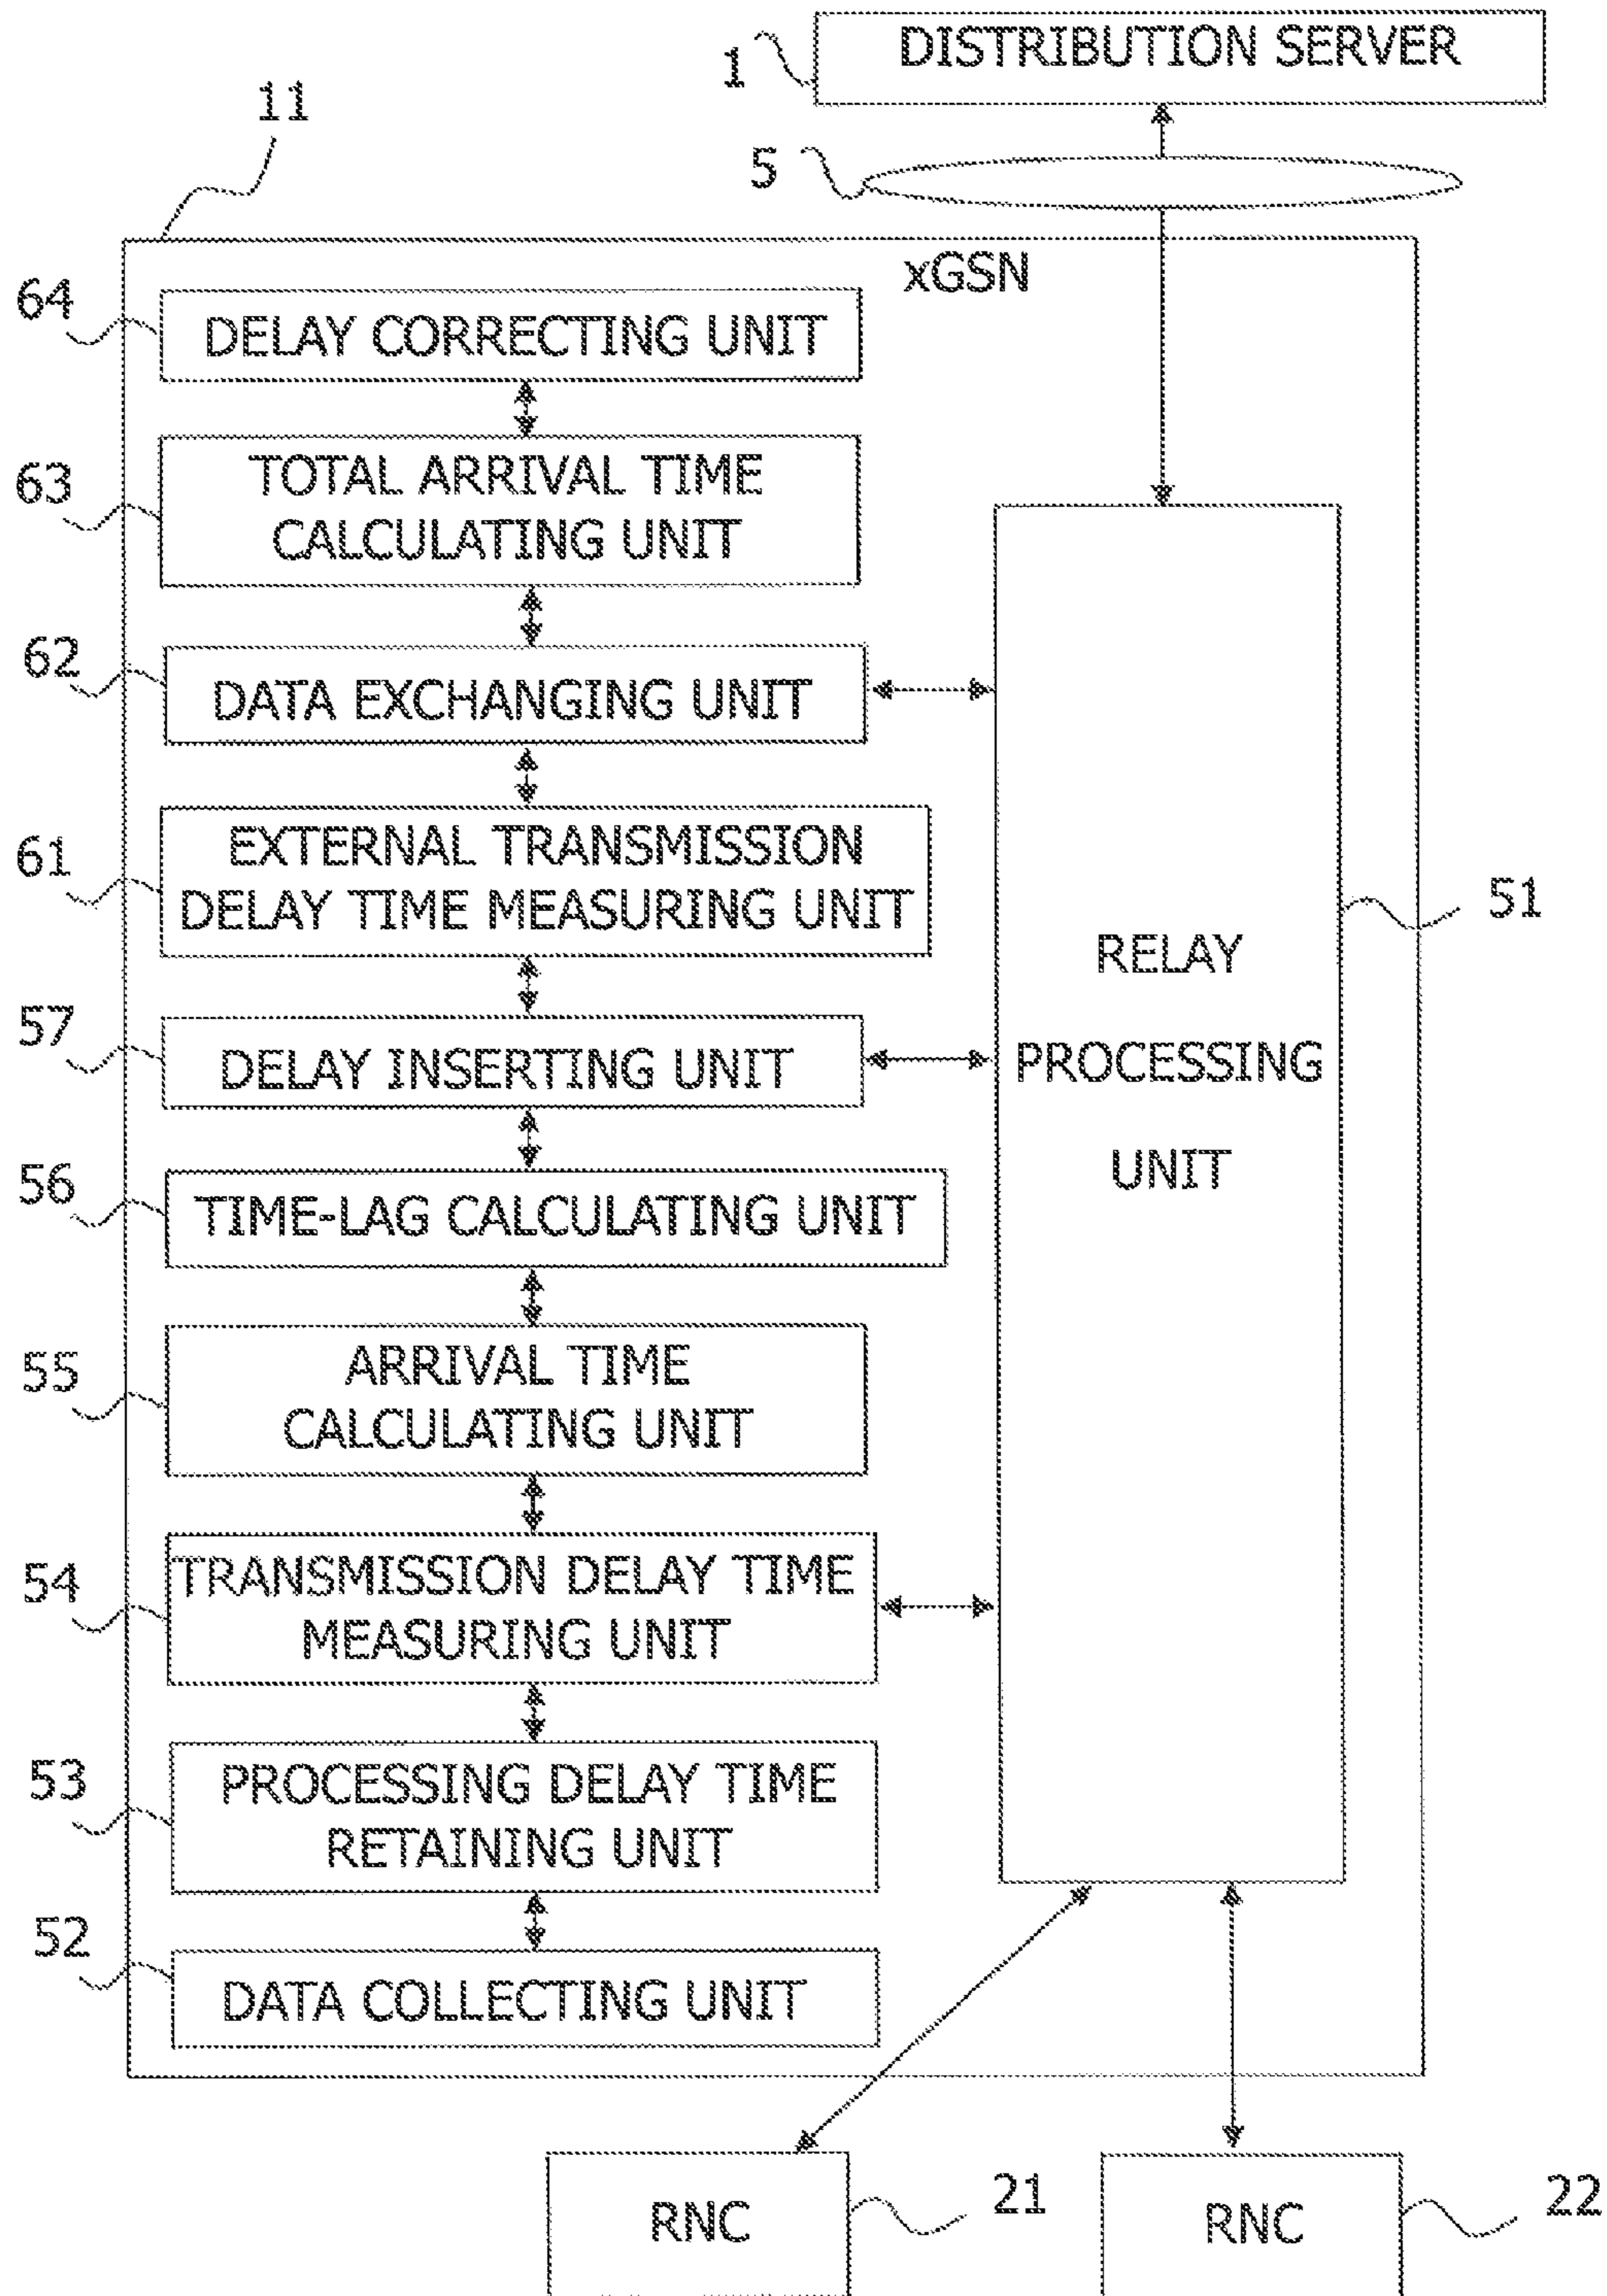 1
DISTRIBUTION SERVER
11
5
xGSN
64
DELAY CORRECTING UNIT
63
TOTAL ARRIVAL TIME
CALCULATING UNIT
62
DATA EXCHANGING UNIT
61
EXTERNAL TRANSMISSION
DELAY TIME MEASURING UNIT
51
RELAY
PROCESSING
UNIT
57
DELAY INSERTING UNIT
56
TIME-LAG CALCULATING UNIT
55
ARRIVAL TIME
CALCULATING UNIT
54
TRANSMISSION DELAY TIME
MEASURING UNIT
53
PROCESSING DELAY TIME
RETAINING UNIT
52
DATA COLLECTING UNIT
RNC
21
RNC
22